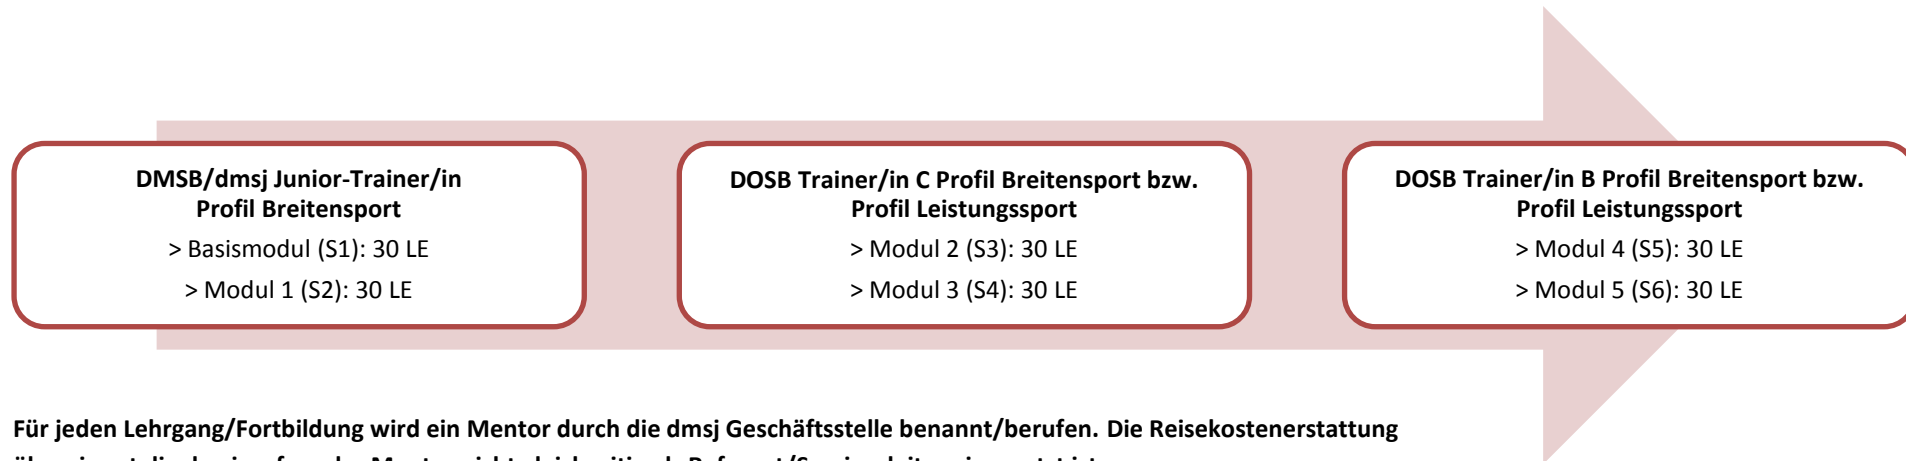 DMSB/dmsj Junior-Trainer/in
Profil Breitensport
> Basismodul (S1): 30 LE
> Modul 1 (S2): 30 LE
DOSB Trainer/in C Profil Breitensport bzw.
Profil Leistungssport
> Modul 2 (S3): 30 LE
> Modul 3 (S4): 30 LE
DOSB Trainer/in B Profil Breitensport bzw.
Profil Leistungssport
> Modul 4 (S5): 30 LE
> Modul 5 (S6): 30 LE
Für jeden Lehrgang/Fortbildung wird ein Mentor durch die dmsj Geschäftsstelle benannt/berufen. Die Reisekostenerstattung